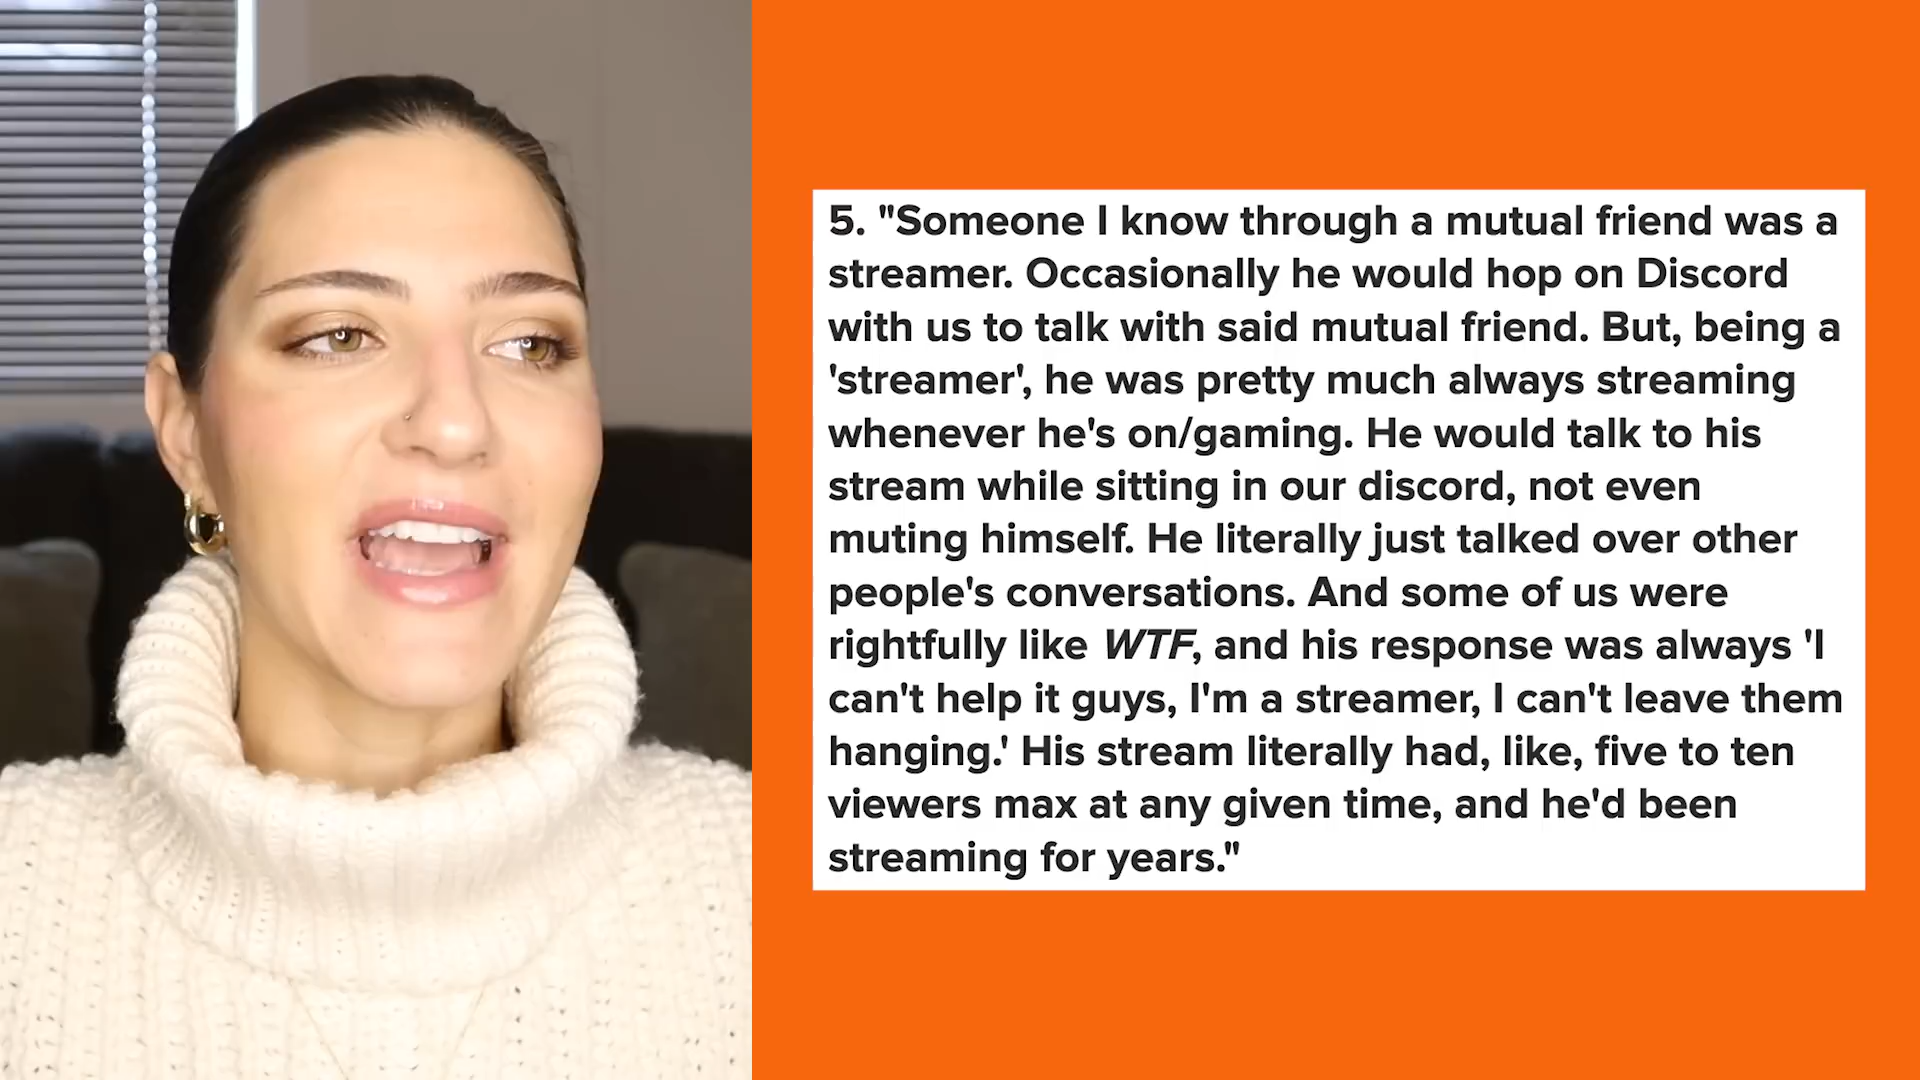 5. "Someone I know through a mutual friend was a
streamer. Occasionally he would hop on Discord
with us to talk with said mutual friend. But, being a
'streamer', he was pretty much always streaming
whenever he's on/gaming. He would talk to his
stream while sitting in our discord, not even
muting himself. He literally just talked over other
people's conversations. And some of us were
rightfully like WTF, and his response was always 'I
can't help it guys, I'm a streamer, I can't leave them
hanging.' His stream literally had, like, five to ten
viewers max at any given time, and he'd been
streaming for years."